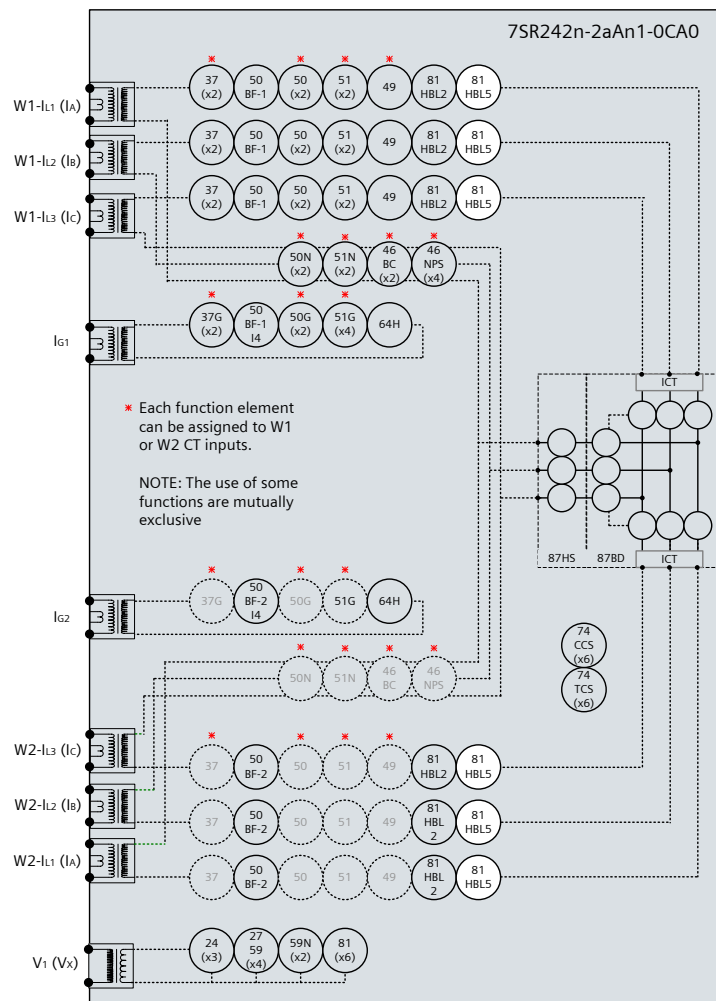 7SR242n-2aAn1-0CA0
* * * *
W1-IL1 (IA)
37 (x2) 50 BF-1 50 (x2) 51 (x2) 49 81 HBL2 81 HBL5
W1-IL2 (IB)
37 (x2) 50 BF-1 50 (x2) 51 (x2) 49 81 HBL2 81 HBL5
W1-IL3 (IC)
37 (x2) 50 BF-1 50 (x2) 51 (x2) 49 81 HBL2 81 HBL5
* * * *
50N (x2) 51N (x2) 46 BC (x2) 46 NPS (x4)
* * *
IG1
37G (x2) 50 BF-1 I4 50G (x2) 51G (x4) 64H
ICT
* Each function element
can be assigned to W1
or W2 CT inputs.
NOTE: The use of some
functions are mutually
exclusive
87HS 87BD ICT
* * *
IG2
37G 50 BF-2 I4 50G 51G 64H
* * * *
50N 51N 46 BC 46 NPS
74 CCS (x6)
74 TCS (x6)
* * * *
W2-IL3 (IC)
37 50 BF-2 50 51 49 81 HBL2 81 HBL5
W2-IL2 (IB)
37 50 BF-2 50 51 49 81 HBL 2 81 HBL5
W2-IL1 (IA)
37 50 BF-2 50 51 49 81 HBL 2 81 HBL5
V1 (VX)
24 (x3) 27 59 (x4) 59N (x2) 81 (x6)